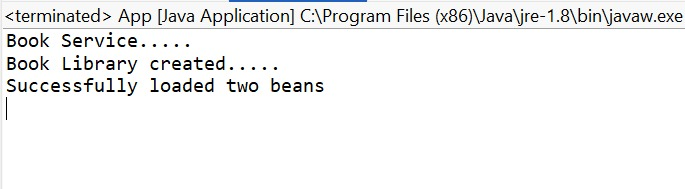 <terminated> App [Java Application] C:\Program Files (x86)\Java\jre-1.8\bin\javaw.exe
Book Service.....
Book Library created.....
Successfully loaded two beans